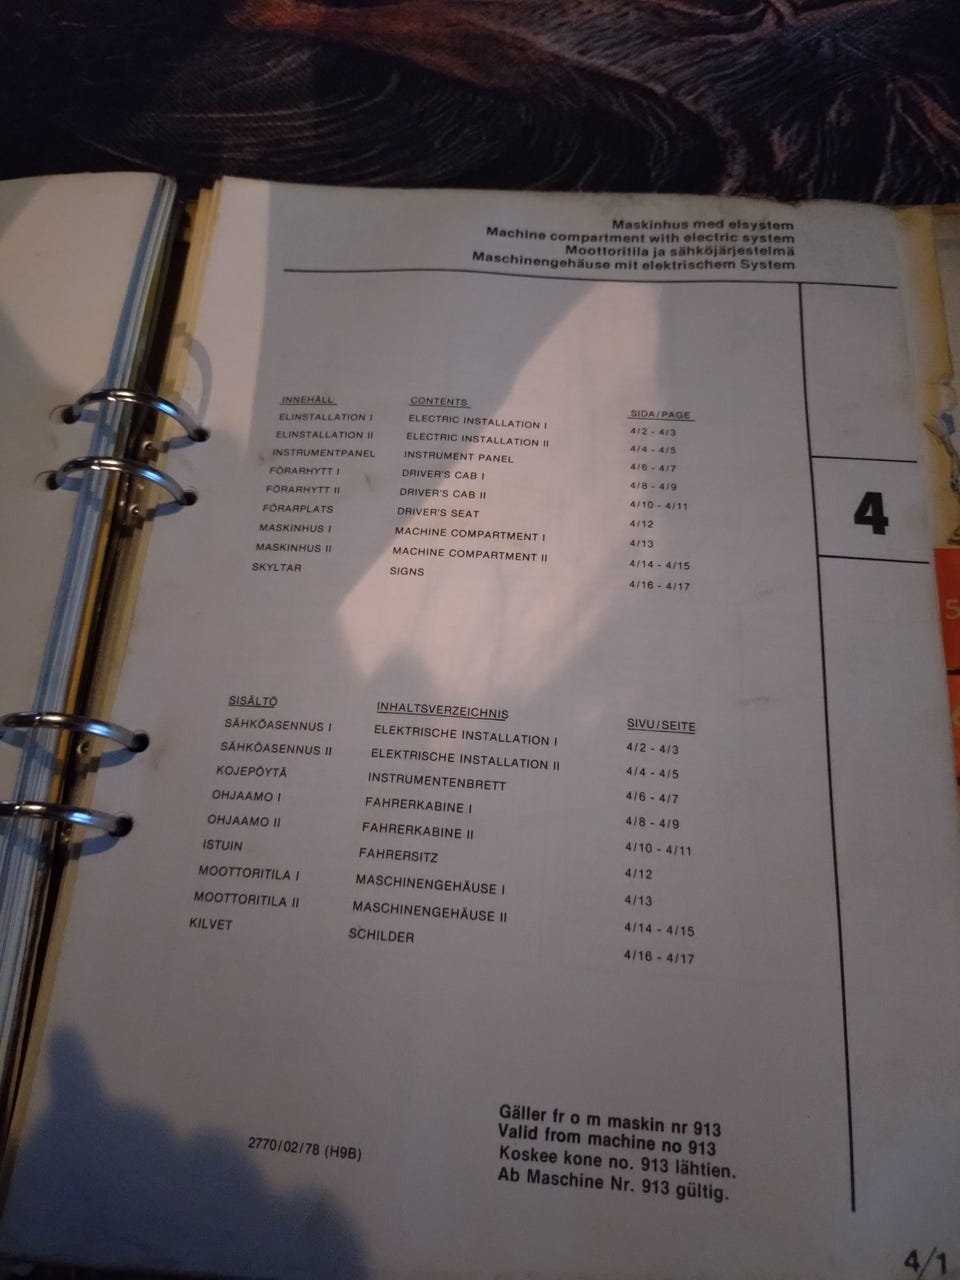 Maskinhus med elsystem
Machine compartment with electric system
Moottoritila ja sähköjärjestelmä
Maschinengehäuse mit elektrischem System
INNEHÅLL CONTENTS SIDA/PAGE
ELINSTALLATION I ELECTRIC INSTALLATION I 4/2 - 4/3
ELINSTALLATION II ELECTRIC INSTALLATION II 4/4 - 4/5
INSTRUMENTPANEL INSTRUMENT PANEL 4/6 - 4/7
FÖRARHYTT I DRIVER'S CAB I 4/8 - 4/9
FÖRARHYTT II DRIVER'S CAB II 4/10 - 4/11
FÖRARPLATS DRIVER'S SEAT 4/12
MASKINHUS I MACHINE COMPARTMENT I 4/13
MASKINHUS II MACHINE COMPARTMENT II 4/14 - 4/15
SKYLTAR SIGNS 4/16 - 4/17
4
SISÄLTÖ INHALTSVERZEICHNIS SIVU/SEITE
SÄHKÖASENNUS I ELEKTRISCHE INSTALLATION I 4/2 - 4/3
SÄHKÖASENNUS II ELEKTRISCHE INSTALLATION II 4/4 - 4/5
KOJEPÖYTÄ INSTRUMENTENBRETT 4/6 - 4/7
OHJAAMO I FAHRERKABINE I 4/8 - 4/9
OHJAAMO II FAHRERKABINE II 4/10 - 4/11
ISTUIN FAHRERSITZ 4/12
MOOTTORITILA I MASCHINENGEHÄUSE I 4/13
MOOTTORITILA II MASCHINENGEHÄUSE II 4/14 - 4/15
KILVET SCHILDER 4/16 - 4/17
5
2770/02/78 (H9B)
Gäller fr o m maskin nr 913
Valid from machine no 913
Koskee kone no. 913 lähtien.
Ab Maschine Nr. 913 gültig.
4/1